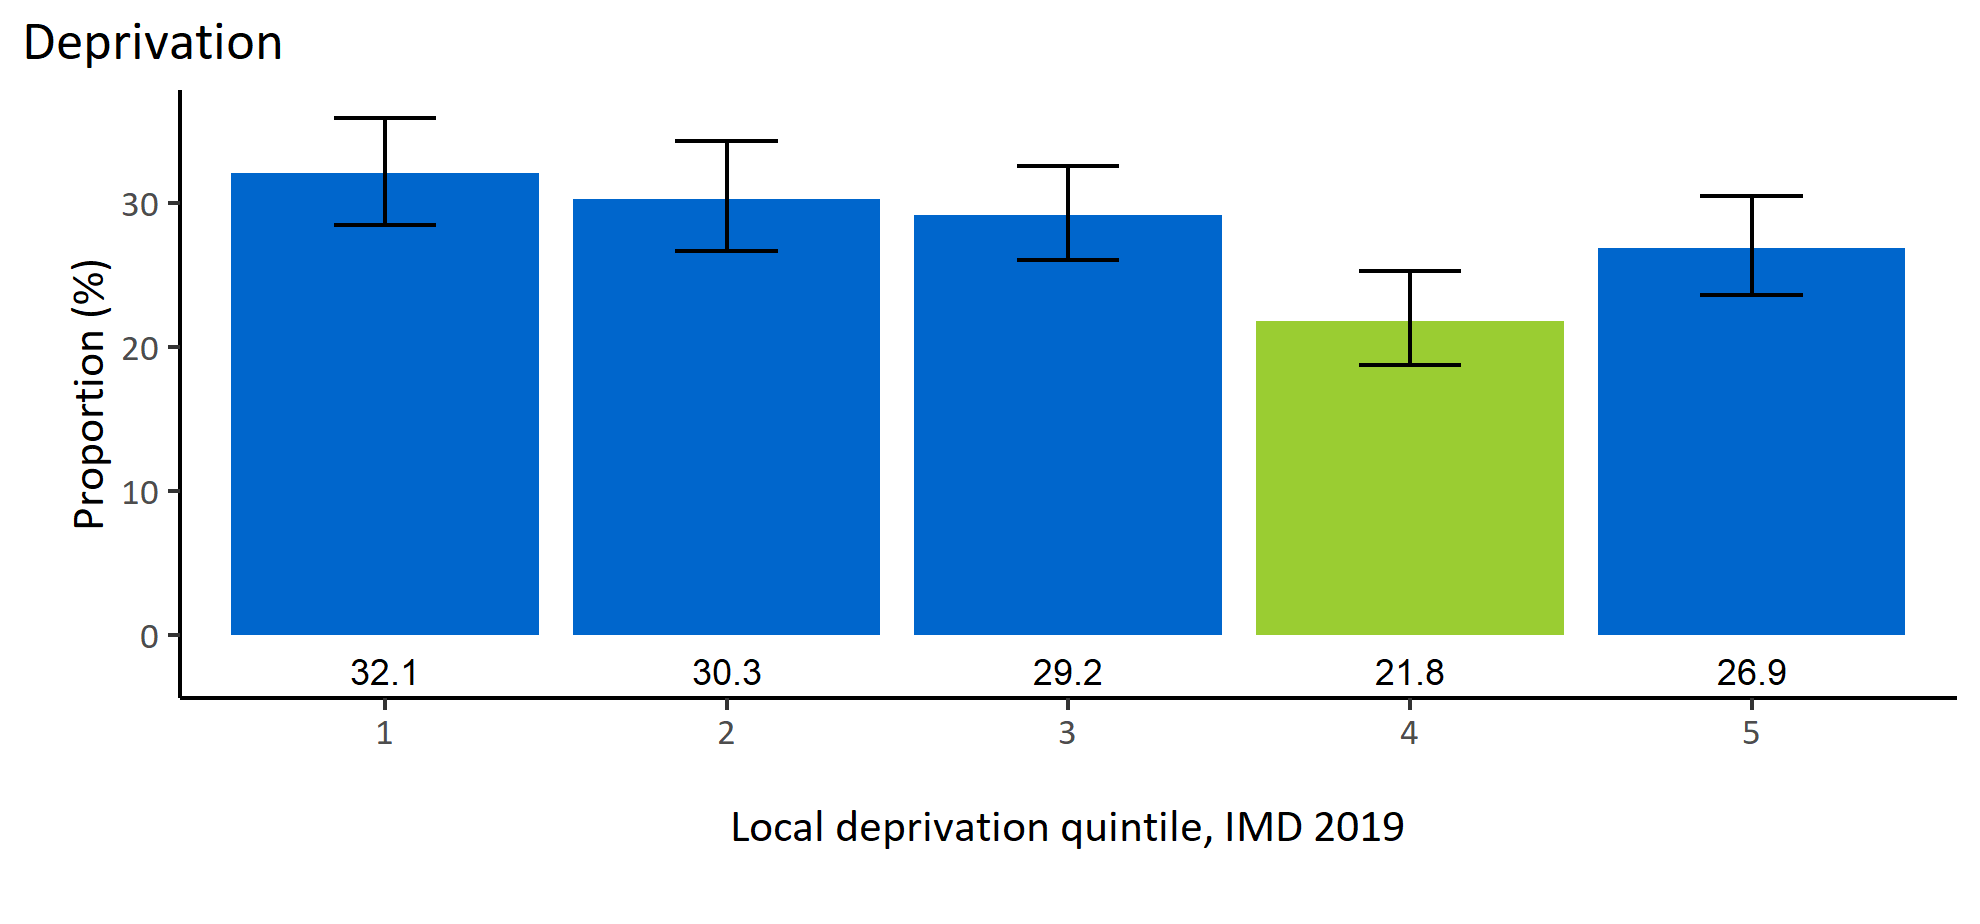 Deprivation
Proportion (%)
30
20
10
0
32.1 30.3 29.2 21.8 26.9
1 2 3 4 5
Local deprivation quintile, IMD 2019